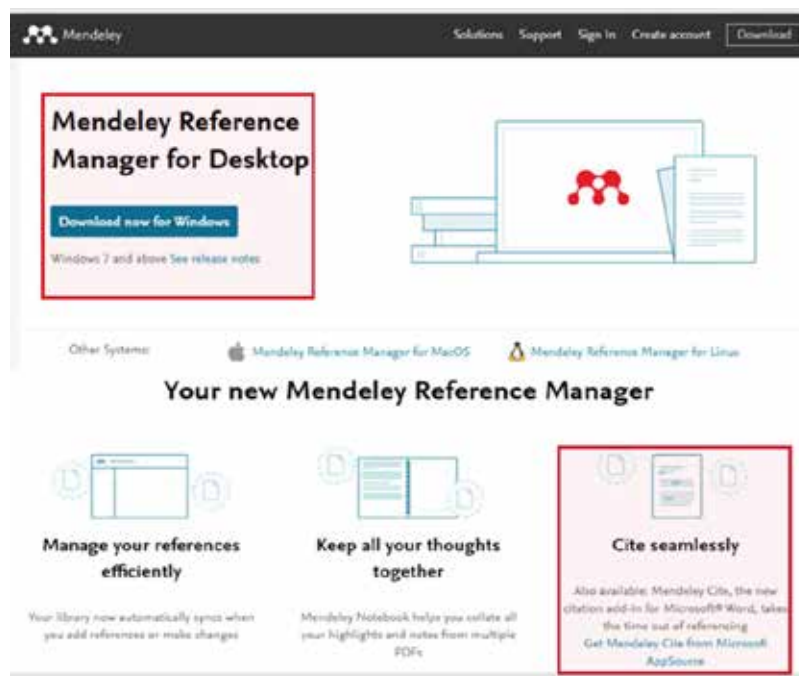 Mendeley
Solutions Support Sign In Create account Download
Mendeley Reference
Manager for Desktop
Download now for Windows
Windows 7 and above See release notes
Other Systems: Mendeley Reference Manager for MacOS Mendeley Reference Manager for Linux
Your new Mendeley Reference Manager
Manage your references
efficiently
Your library now automatically syncs when
you add references or make changes
Keep all your thoughts
together
Mendeley Notebook helps you collate all
your highlights and notes from multiple
PDFs
Cite seamlessly
Also available: Mendeley Cite, the new
citation add-in for Microsoft® Word, takes
the time out of referencing
Get Mendeley Cite from Microsoft
AppSource